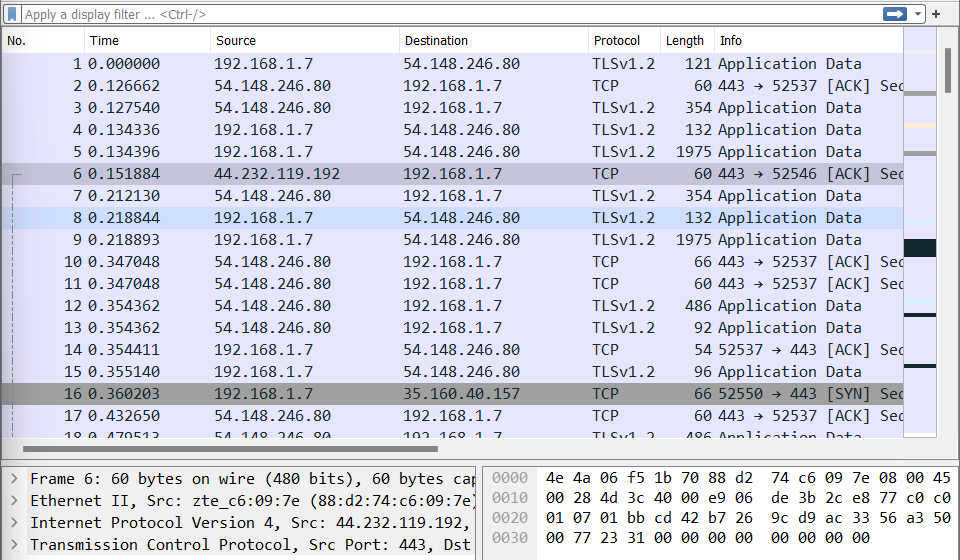 Apply a display filter ... <Ctrl-/>
No. Time Source Destination Protocol Length Info
1 0.000000 192.168.1.7 54.148.246.80 TLSv1.2 121 Application Data
2 0.126662 54.148.246.80 192.168.1.7 TCP 60 443 → 52537 [ACK] Sec
3 0.127540 54.148.246.80 192.168.1.7 TLSv1.2 354 Application Data
4 0.134336 192.168.1.7 54.148.246.80 TLSv1.2 132 Application Data
5 0.134396 192.168.1.7 54.148.246.80 TLSv1.2 1975 Application Data
6 0.151884 44.232.119.192 192.168.1.7 TCP 60 443 → 52546 [ACK] Sec
7 0.212130 54.148.246.80 192.168.1.7 TLSv1.2 354 Application Data
8 0.218844 192.168.1.7 54.148.246.80 TLSv1.2 132 Application Data
9 0.218893 192.168.1.7 54.148.246.80 TLSv1.2 1975 Application Data
10 0.347048 54.148.246.80 192.168.1.7 TCP 66 443 → 52537 [ACK] Sec
11 0.347048 54.148.246.80 192.168.1.7 TCP 60 443 → 52537 [ACK] Sec
12 0.354362 54.148.246.80 192.168.1.7 TLSv1.2 486 Application Data
13 0.354362 54.148.246.80 192.168.1.7 TLSv1.2 92 Application Data
14 0.354411 192.168.1.7 54.148.246.80 TCP 54 52537 → 443 [ACK] Sec
15 0.355140 192.168.1.7 54.148.246.80 TLSv1.2 96 Application Data
16 0.360203 192.168.1.7 35.160.40.157 TCP 66 52550 → 443 [SYN] Sec
17 0.432650 54.148.246.80 192.168.1.7 TCP 60 443 → 52537 [ACK] Sec
18 0.479513 54.148.246.80 192.168.1.7 TLSv1.2 486 Application Data
Frame 6: 60 bytes on wire (480 bits), 60 bytes cap
Ethernet II, Src: zte_c6:09:7e (88:d2:74:c6:09:7e)
Internet Protocol Version 4, Src: 44.232.119.192,
Transmission Control Protocol, Src Port: 443, Dst
0000 4e 4a 06 f5 1b 70 88 d2 74 c6 09 7e 08 00 45
0010 00 28 4d 3c 40 00 e9 06 de 3b 2c e8 77 c0 c0
0020 01 07 01 bb cd 42 b7 26 9c d9 ac 33 56 a3 50
0030 00 77 23 31 00 00 00 00 00 00 00 00